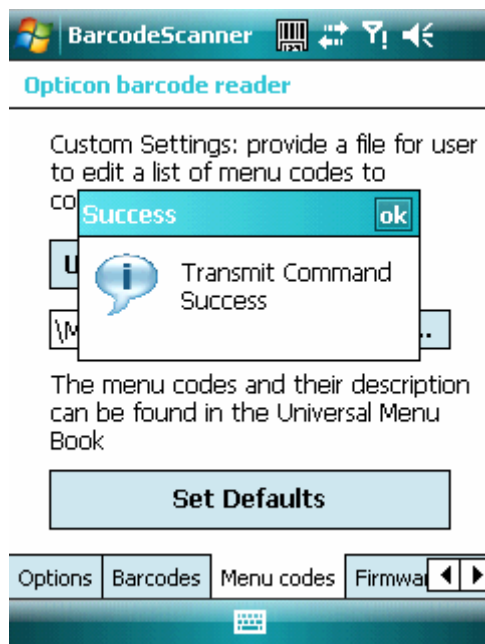 BarcodeScanner
Opticon barcode reader
Custom Settings: provide a file for user
to edit a list of menu codes to
Success
ok
Transmit Command
Success
..
The menu codes and their description
can be found in the Universal Menu
Book
Set Defaults
Options
Barcodes
Menu codes